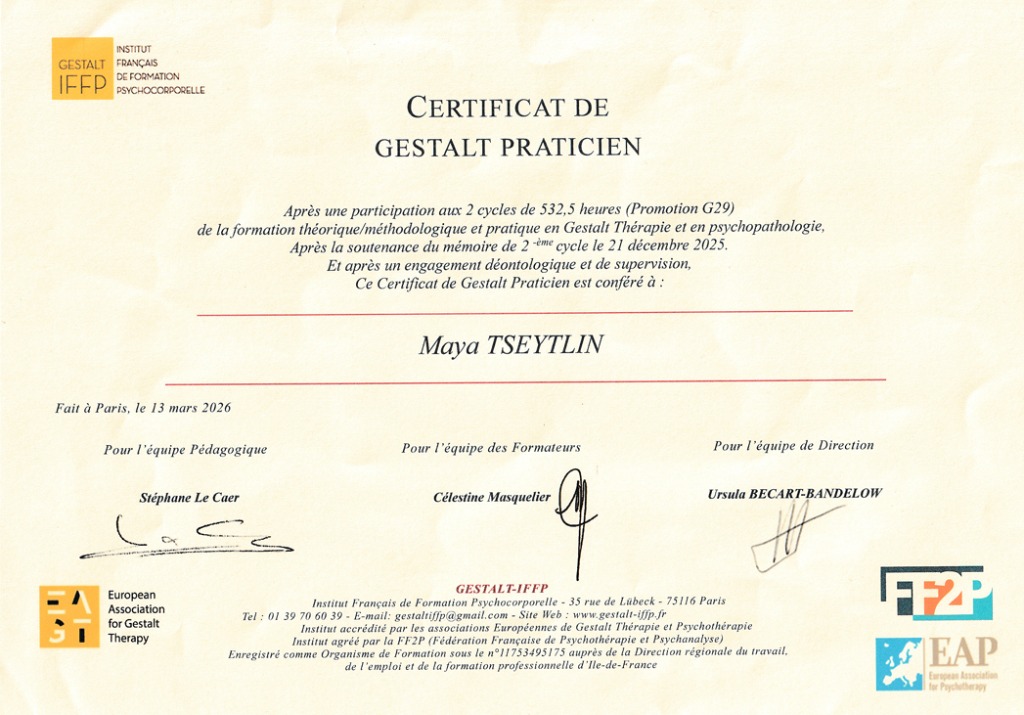 GESTALT
IFFP
INSTITUT
FRANÇAIS
DE FORMATION
PSYCHOCORPORELLE
CERTIFICAT DE
GESTALT PRATICIEN
Après une participation aux 2 cycles de 532,5 heures (Promotion G29)
de la formation théorique/méthodologique et pratique en Gestalt Thérapie et en psychopathologie,
Après la soutenance du mémoire de 2 -ème cycle le 21 décembre 2025.
Et après un engagement déontologique et de supervision,
Ce Certificat de Gestalt Praticien est conféré à :
Maya TSEYTLIN
Fait à Paris, le 13 mars 2026
Pour l'équipe Pédagogique
Pour l'équipe des Formateurs
Pour l'équipe de Direction
Stéphane Le Caer
Célestine Masquelier
Ursula BECART-BANDELOW
EA
GT
European
Association
for Gestalt
Therapy
GESTALT-IFFP
Institut Français de Formation Psychocorporelle - 35 rue de Lübeck - 75116 Paris
Tel : 01 39 70 60 39 - E-mail: gestaltiffp@gmail.com - Site Web : www.gestalt-iffp.fr
Institut accrédité par les associations Européennes de Gestalt Thérapie et Psychothérapie
Institut agréé par la FF2P (Fédération Française de Psychothérapie et Psychanalyse)
Enregistré comme Organisme de Formation sous le n°11753495175 auprès de la Direction régionale du travail,
de l'emploi et de la formation professionnelle d'Ile-de-France
FF2P
EAP
European Association
for Psychotherapy